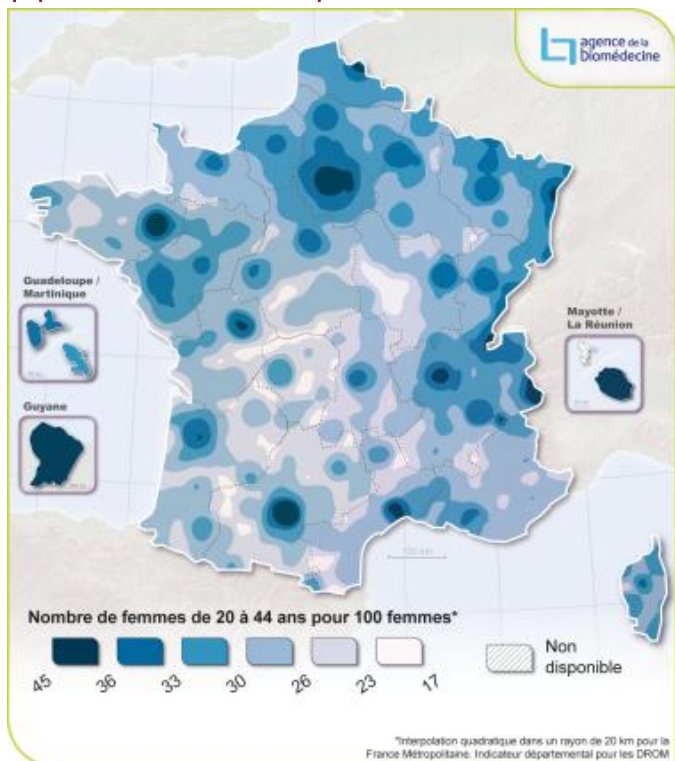 agence de la
biomédecine
Guadeloupe /
Martinique
Mayotte /
La Réunion
Guyane
100 km
Nombre de femmes de 20 à 44 ans pour 100 femmes*
45
36
33
30
26
23
17
Non
disponible
*Interpolation quadratique dans un rayon de 20 km pour la
France Métropolitaine. Indicateur départemental pour les DROM